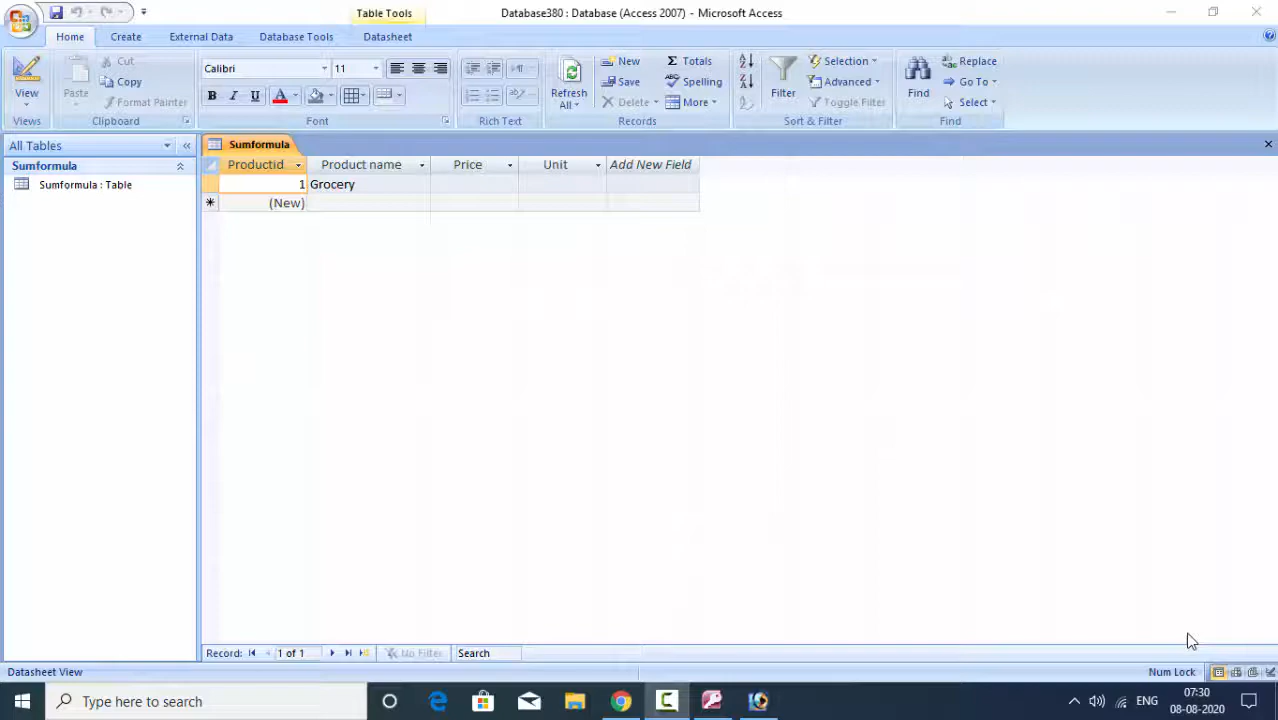 Table Tools
Database380 : Database (Access 2007) - Microsoft Access
Home
Create
External Data
Database Tools
Datasheet
View
Views
Paste
Cut
Copy
Format Painter
Clipboard
Calibri
11
B I U A
Font
Rich Text
Refresh All
New
Save
Delete
Totals
Spelling
More
Records
Filter
Selection
Advanced
Toggle Filter
Sort & Filter
Find
Replace
Go To
Select
Find
All Tables
Sumformula
Sumformula : Table
Sumformula
Productid Product name Price Unit Add New Field
1 Grocery
(New)
Record: 1 of 1 No Filter Search
Datasheet View
Num Lock
Type here to search
ENG
07:30
08-08-2020